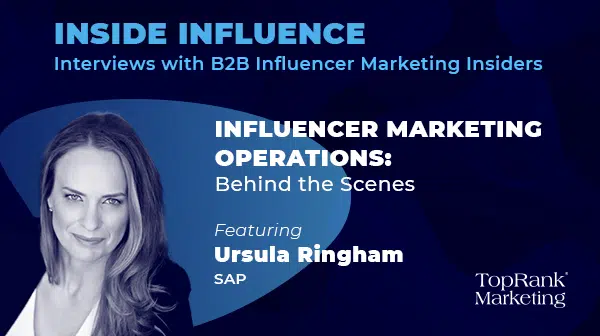 INSIDE INFLUENCE
Interviews with B2B Influencer Marketing Insiders
INFLUENCER MARKETING
OPERATIONS:
Behind the Scenes
Featuring
Ursula Ringham
SAP
TopRank®
Marketing